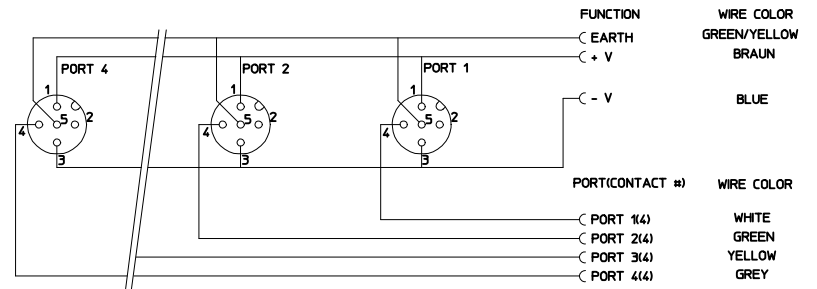 FUNCTION WIRE COLOR
EARTH GREEN/YELLOW
+ V BRAUN
PORT 4 PORT 2 PORT 1
1 1 1
- V BLUE
4 5 2 4 5 2 4 5 2
3 3 3
PORT(CONTACT #) WIRE COLOR
PORT 1(4) WHITE
PORT 2(4) GREEN
PORT 3(4) YELLOW
PORT 4(4) GREY